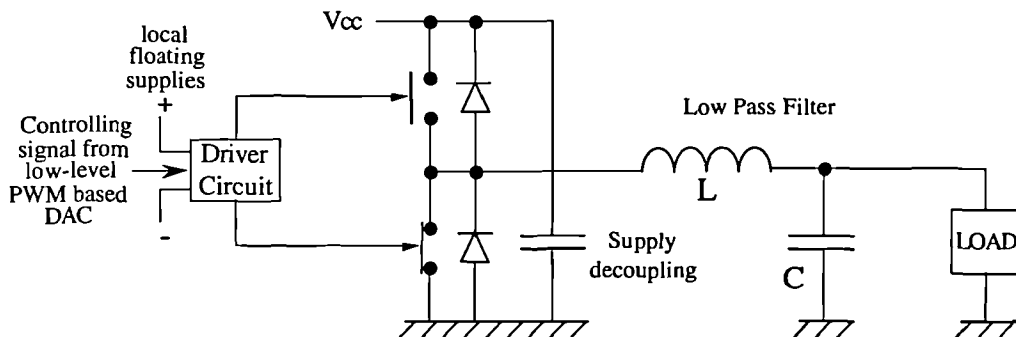 Vcc
local
floating
supplies
+
Controlling
signal from
low-level
PWM based
DAC
-
Driver
Circuit
Low Pass Filter
L
Supply
decoupling
C
LOAD